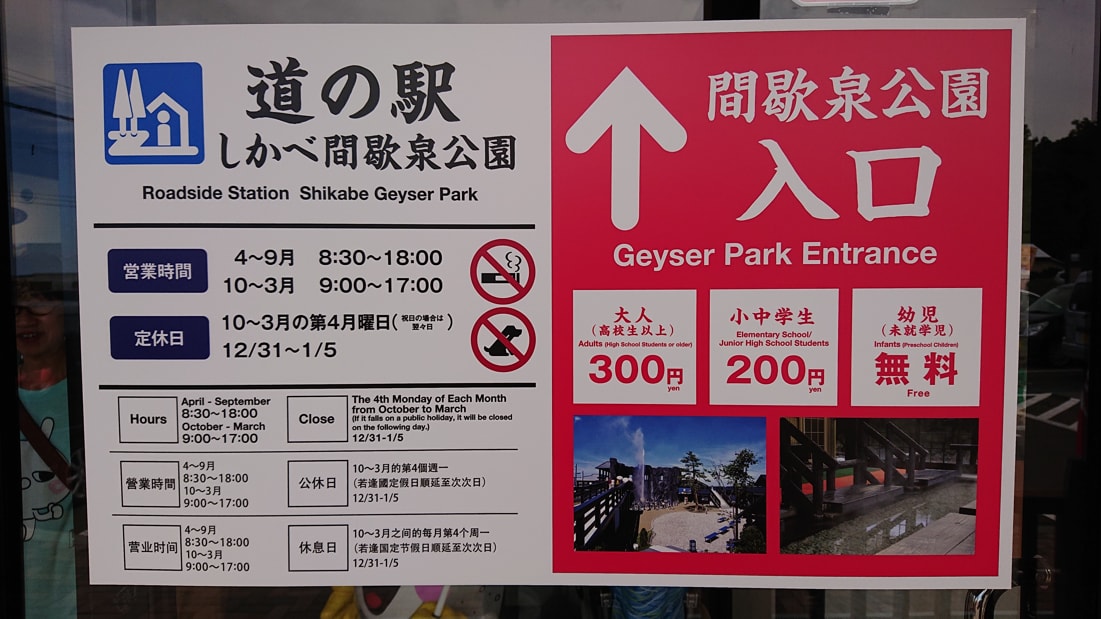 道の駅
しかべ間歇泉公園
Roadside Station Shikabe Geyser Park
営業時間
4～9月 8:30～18:00
10～3月 9:00～17:00
定休日
10～3月の第4月曜日(祝日の場合は翌々日)
12/31～1/5
Hours
April - September
8:30～18:00
October - March
9:00～17:00
Close
The 4th Monday of Each Month
from October to March
(If it falls on a public holiday, it will be closed
on the following day.)
12/31-1/5
營業時間
4～9月
8:30～18:00
10～3月
9:00～17:00
公休日
10～3月的第4個週一
(若逢國定假日順延至次次日)
12/31-1/5
营业时间
4～9月
8:30～18:00
10～3月
9:00～17:00
休息日
10～3月之间的每月第4个周一
(若逢国定节假日順延至次次日)
12/31-1/5
間歇泉公園
入口
Geyser Park Entrance
大人
(高校生以上)
Adults (High School Students or older)
300円
yen
小中学生
Elementary School/
Junior High School Students
200円
yen
幼児
(未就学児)
Infants (Preschool Children)
無料
Free